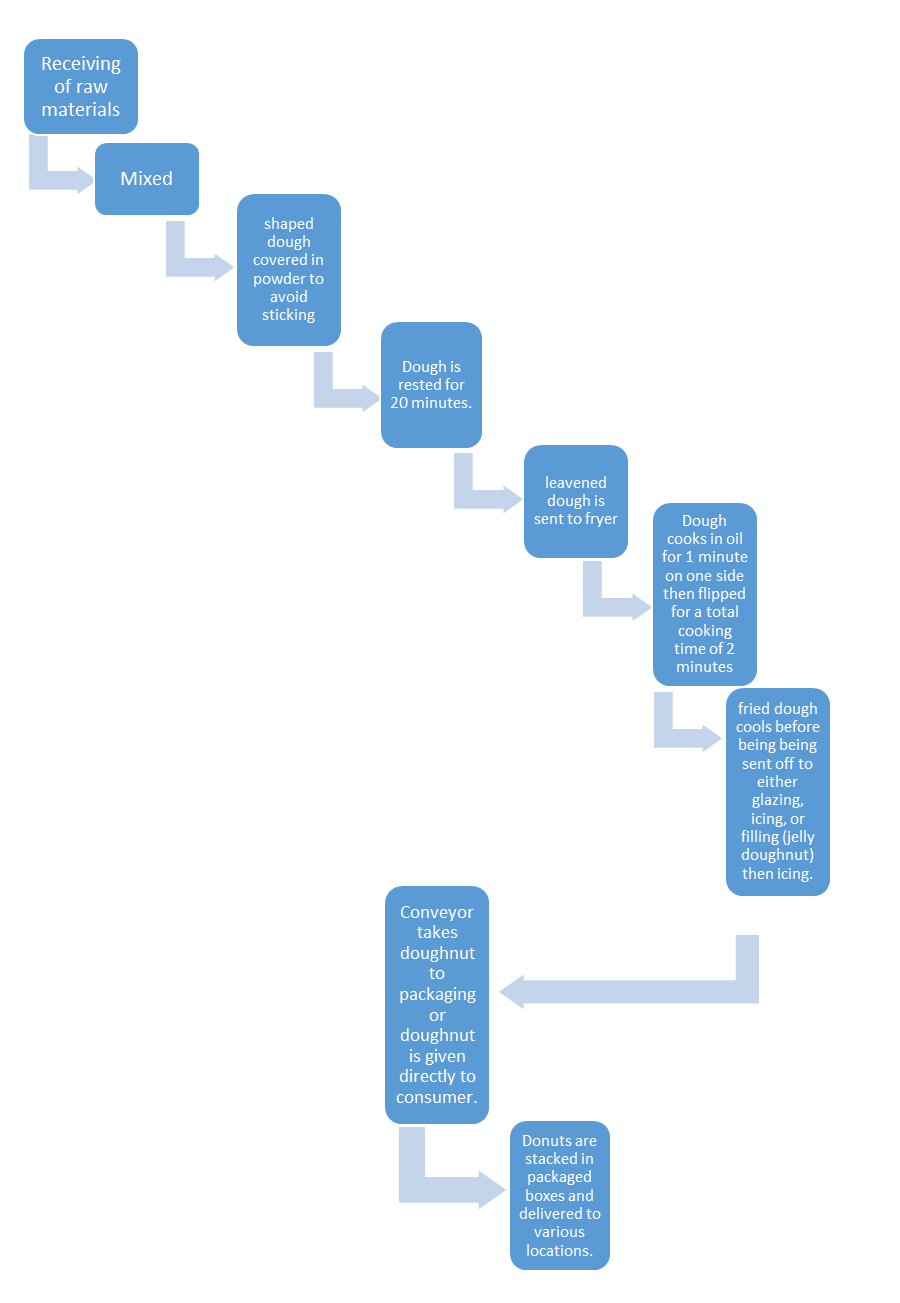 Receiving
of raw
materials
Mixed
shaped
dough
covered in
powder to
avoid
sticking
Dough is
rested for
20 minutes.
leavened
dough is
sent to fryer
Dough
cooks in oil
for 1 minute
on one side
then flipped
for a total
cooking
time of 2
minutes
fried dough
cools before
being being
sent off to
either
glazing,
icing, or
filling (jelly
doughnut)
then icing.
Conveyor
takes
doughnut
to
packaging
or
doughnut
is given
directly to
consumer.
Donuts are
stacked in
packaged
boxes and
delivered to
various
locations.